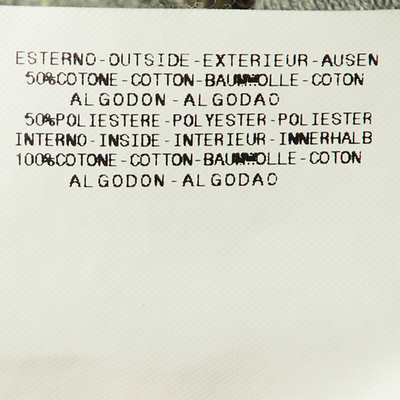 ESTERNO-OUTSIDE-EXTERIEUR-AUSEN
50%COTONE-COTTON-BAUMWOLLE-COTON
ALGODON-ALGODAO
50%POLIESTERE-POLYESTER-POLIESTER
INTERNO-INSIDE-INTERIEUR-INNERHALB
100%COTONE-COTTON-BAUMWOLLE-COTON
ALGODON-ALGODAO